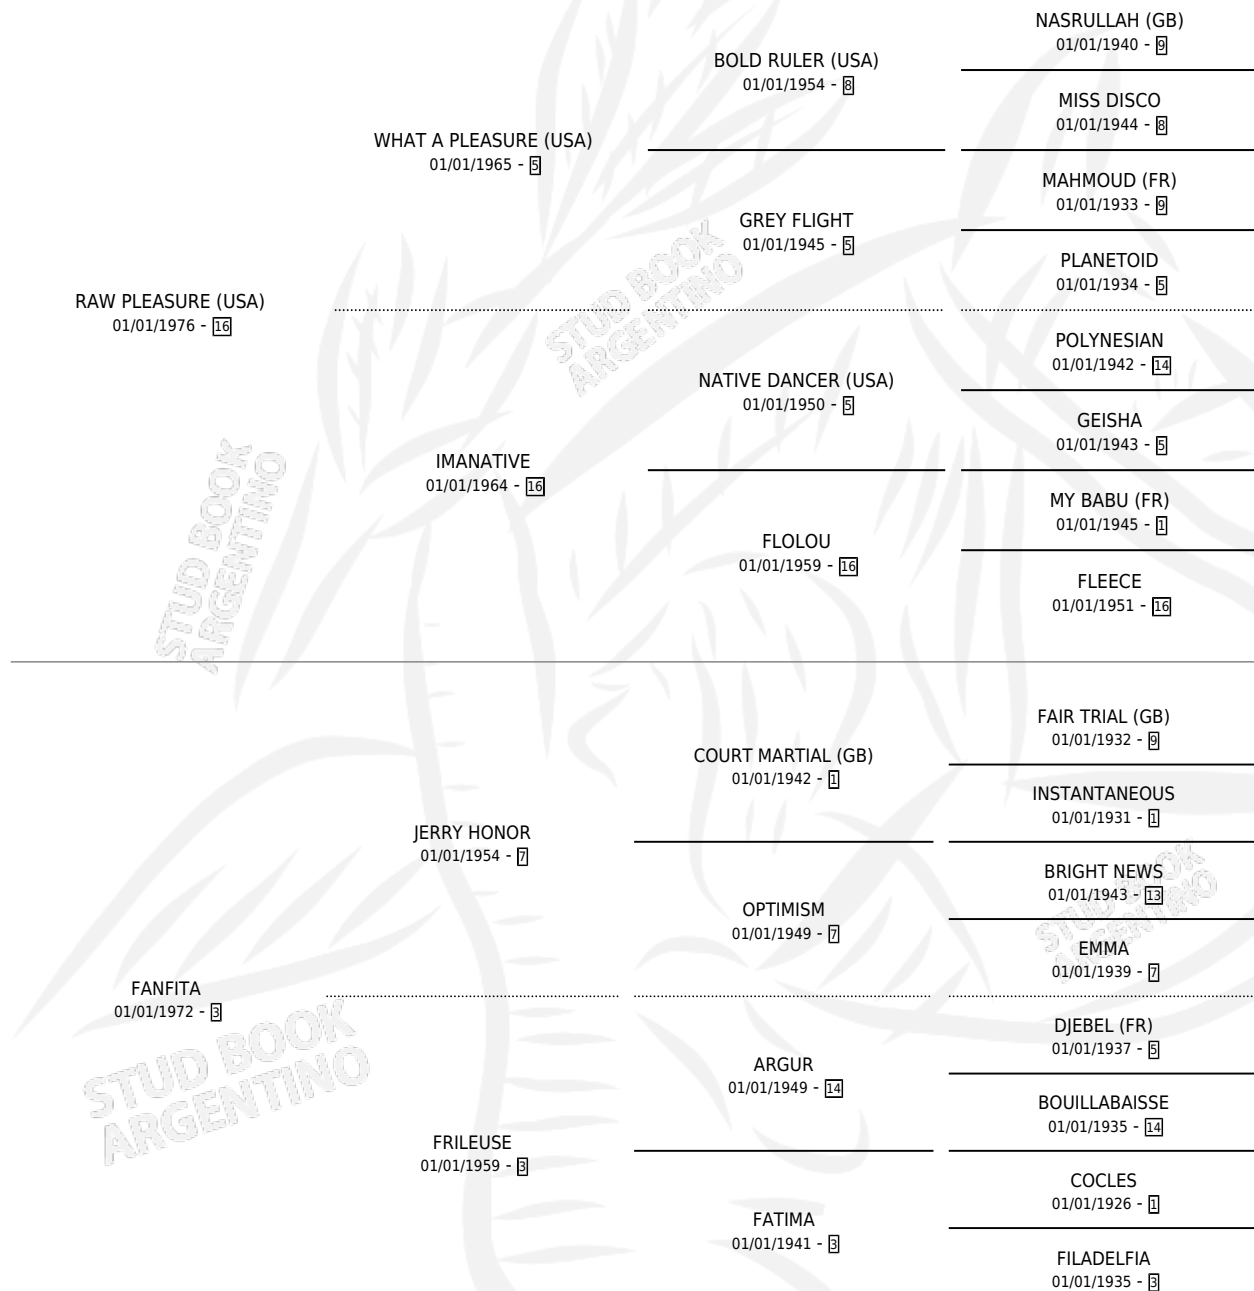 NASRULLAH (GB)
01/01/1940 - 9
BOLD RULER (USA)
01/01/1954 - 8
MISS DISCO
01/01/1944 - 8
WHAT A PLEASURE (USA)
01/01/1965 - 5
MAHMOUD (FR)
01/01/1933 - 9
GREY FLIGHT
01/01/1945 - 5
PLANETOID
01/01/1934 - 5
RAW PLEASURE (USA)
01/01/1976 - 16
POLYNESIAN
01/01/1942 - 14
NATIVE DANCER (USA)
01/01/1950 - 5
GEISHA
01/01/1943 - 5
IMANATIVE
01/01/1964 - 16
MY BABU (FR)
01/01/1945 - 1
FLOLOU
01/01/1959 - 16
FLEECE
01/01/1951 - 16
FAIR TRIAL (GB)
01/01/1932 - 9
COURT MARTIAL (GB)
01/01/1942 - 1
INSTANTANEOUS
01/01/1931 - 1
JERRY HONOR
01/01/1954 - 7
BRIGHT NEWS
01/01/1943 - 13
OPTIMISM
01/01/1949 - 7
EMMA
01/01/1939 - 7
FANFITA
01/01/1972 - 3
DJEBEL (FR)
01/01/1937 - 5
ARGUR
01/01/1949 - 14
BOUILLABAISSE
01/01/1935 - 14
FRILEUSE
01/01/1959 - 3
COCLES
01/01/1926 - 1
FATIMA
01/01/1941 - 3
FILADELFIA
01/01/1935 - 3
STUD BOOK
ARGENTINO
STUD BOOK
ARGENTINO
STUD BOOK
ARGENTINO
STUD BOOK
ARGENTINO